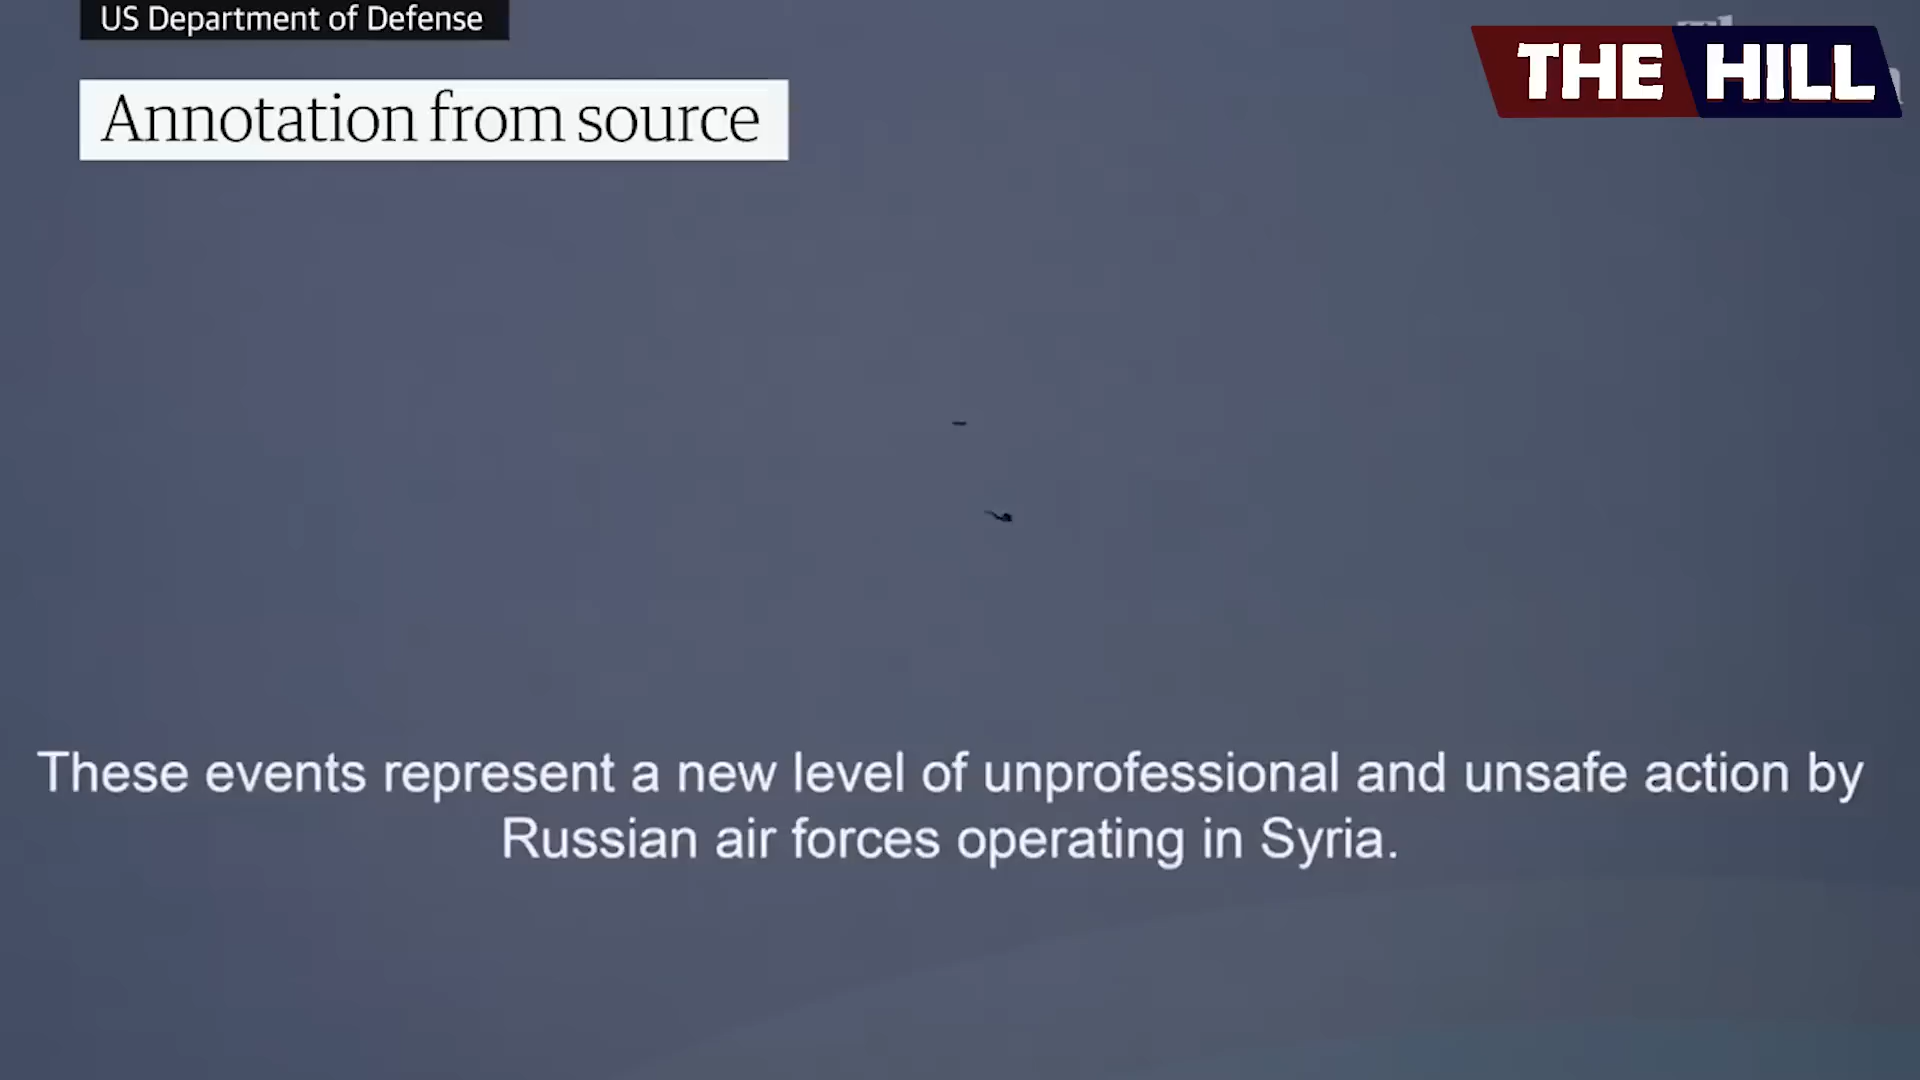 US Department of Defense
THE HILL
Annotation from source
These events represent a new level of unprofessional and unsafe action by
Russian air forces operating in Syria.